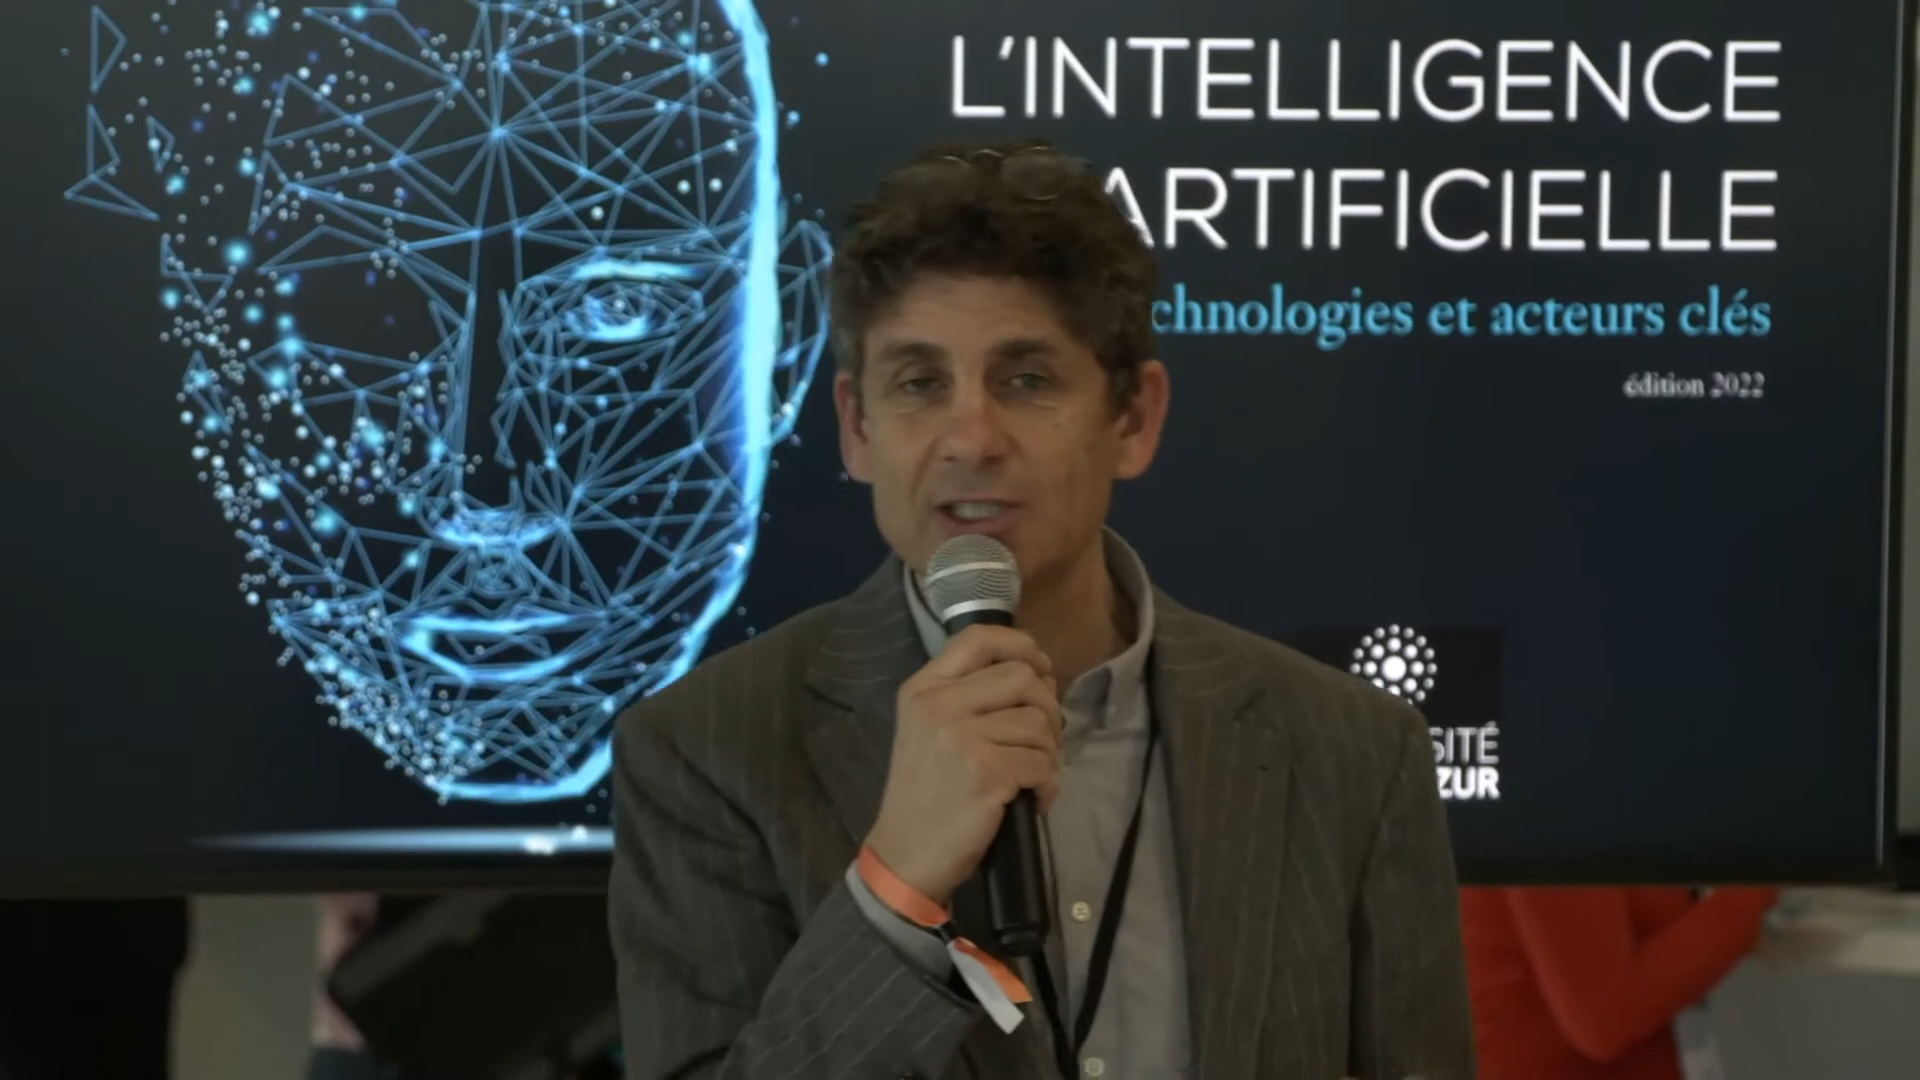 L'INTELLIGENCE
ARTIFICIELLE
chnologies et acteurs clés
édition 2022
SITÉ
ZUR